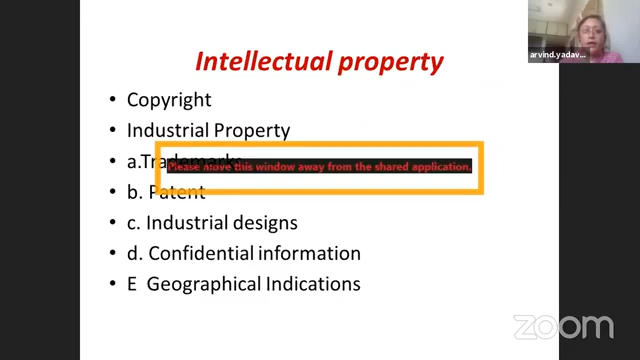 Intellectual property
• Copyright
• Industrial Property
• a.Trademarks
Please move this window away from the shared application.
• b. Patent
• c. Industrial designs
• d. Confidential information
• E Geographical Indications
arvind.yadav...
zoom